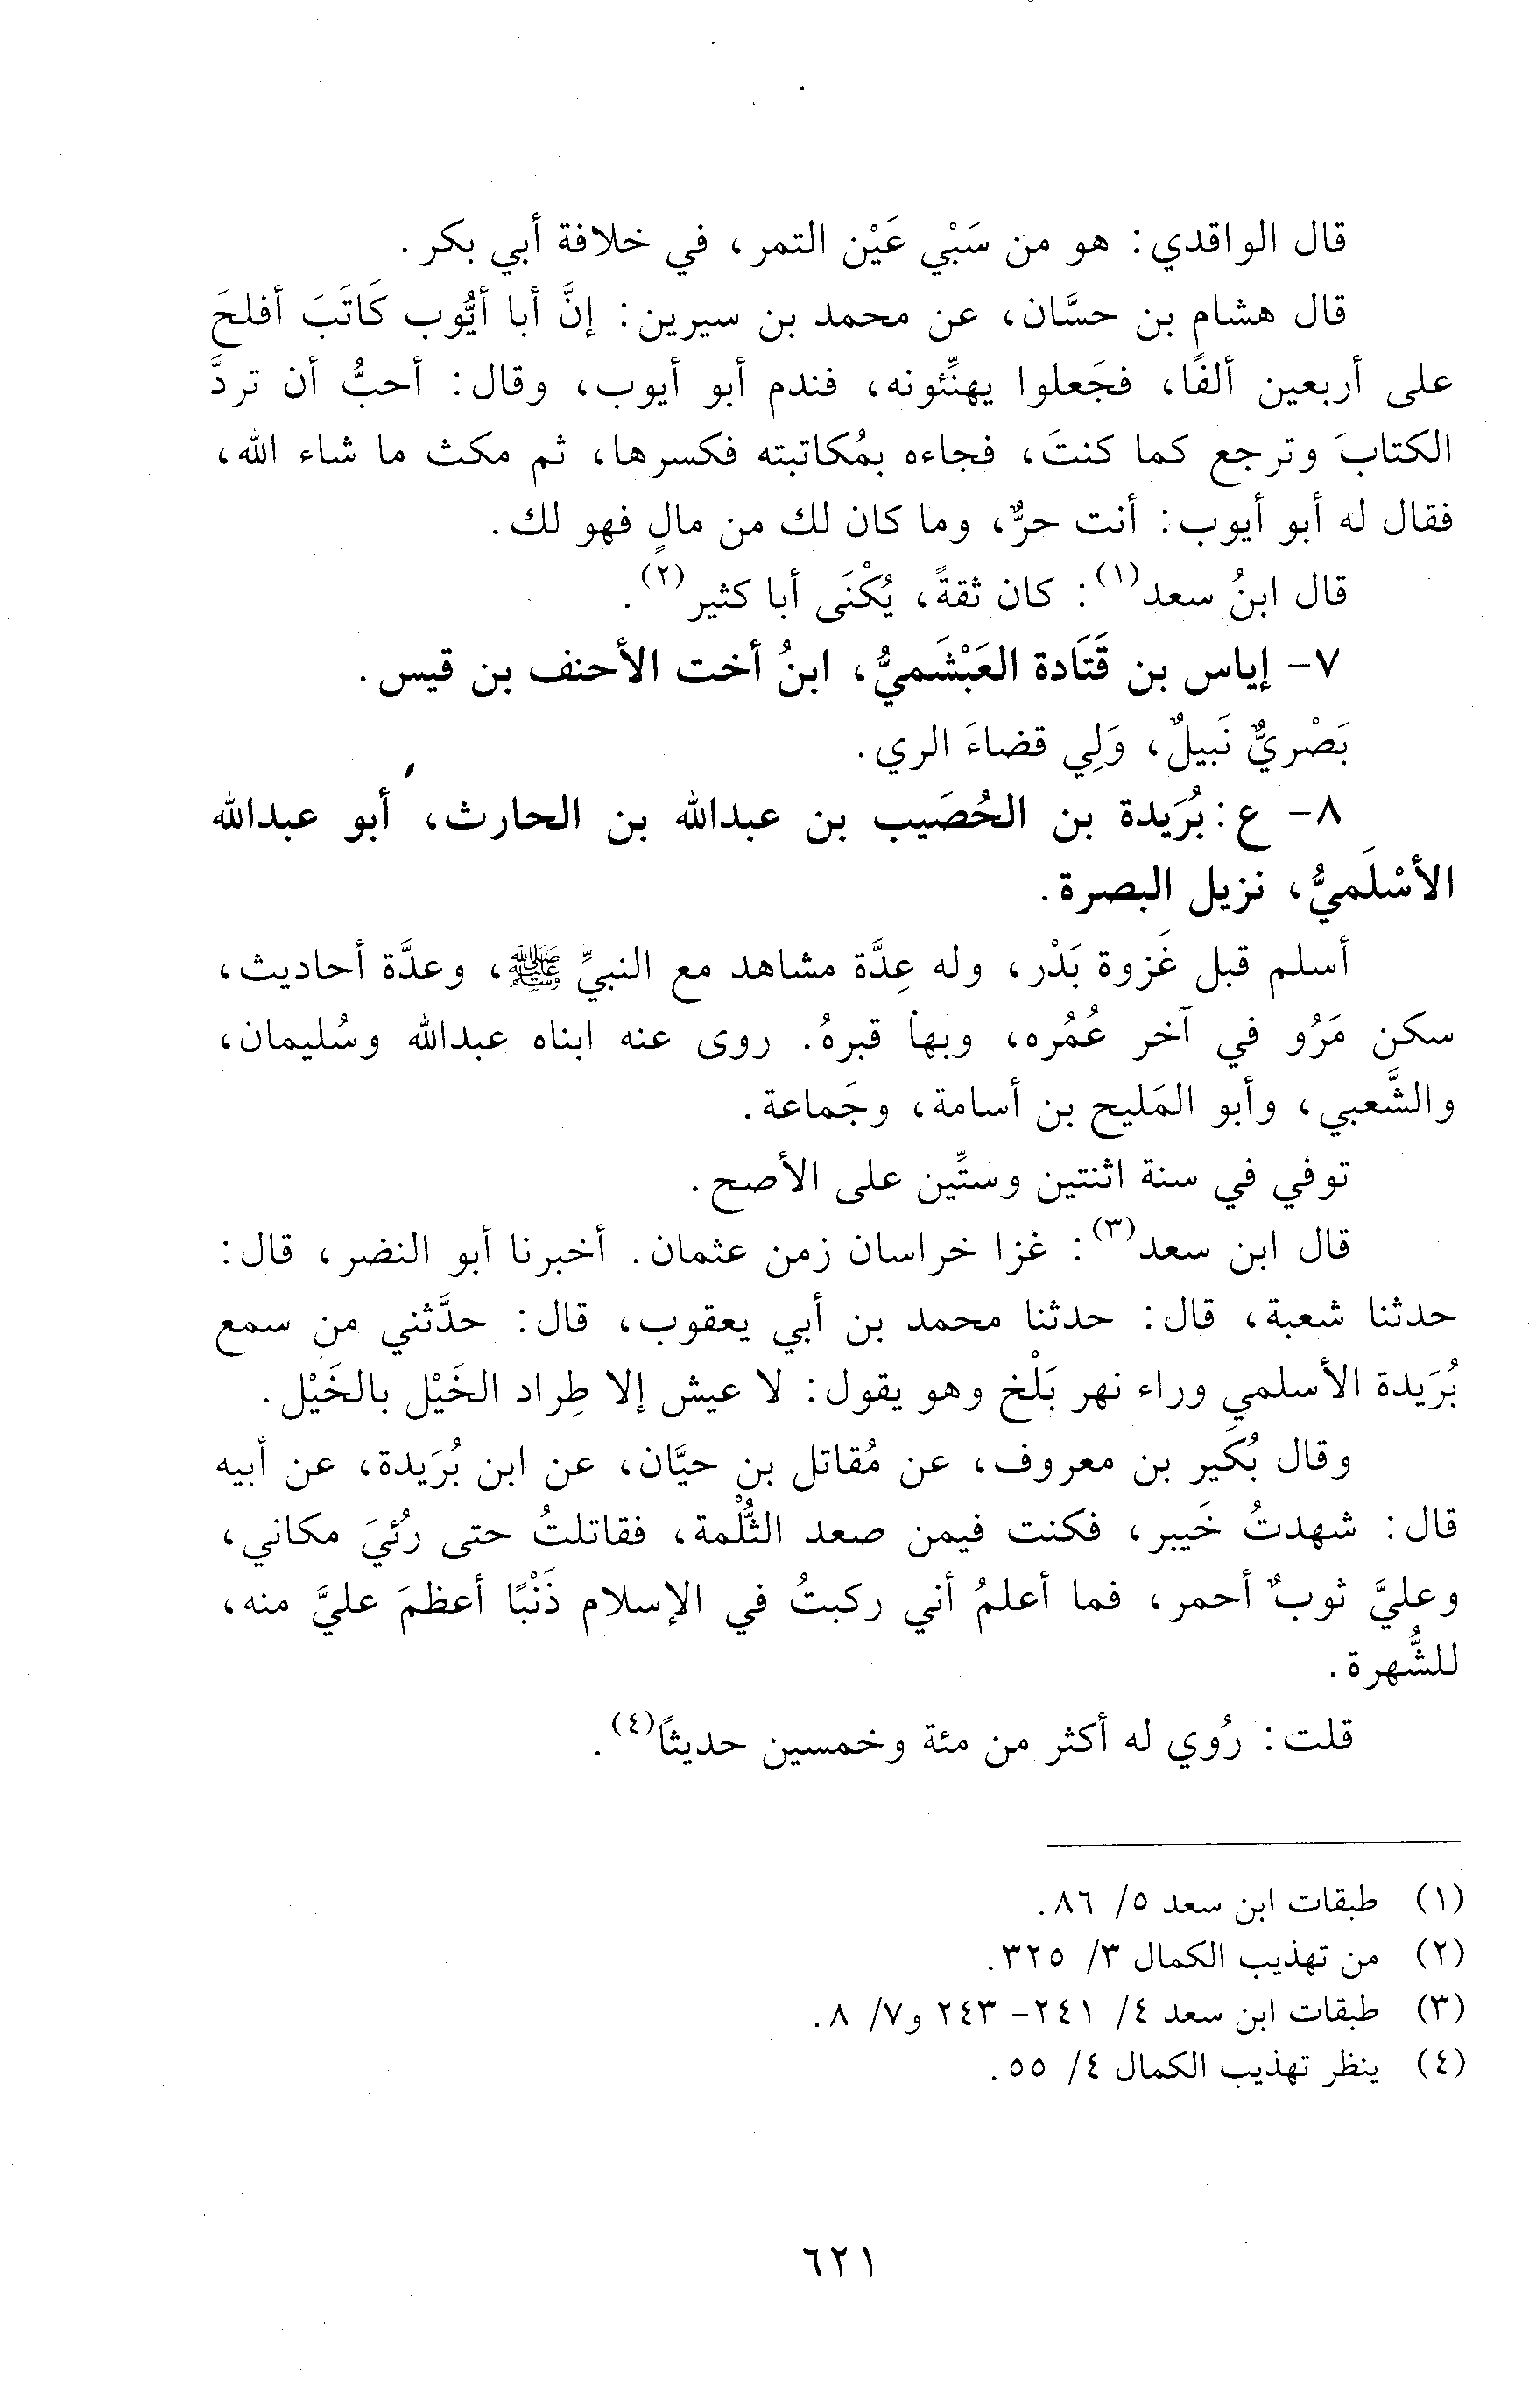 قال الواقدي: هو من سَبْي عَيْن التمر، في خلافة أبي بكر.
قال هشام بن حسَّان، عن محمد بن سيرين: إنَّ أبا أيُّوب كَاتَبَ أفلحَ
على أربعين ألفًا، فجَعلوا يهنِّئونه، فندم أبو أيوب، وقال: أحبُّ أن تردَّ
الكتابَ وترجع كما كنتَ، فجاءه بمُكاتبته فكسرها، ثم مكث ما شاء الله،
فقال له أبو أيوب: أنت حرٌّ، وما كان لك من مالٍ فهو لك.
قال ابنُ سعد(١): كان ثقةً، يُكْنَى أبا كثير(٢).
٧- إياس بن قَتَادة العَبْشَميُّ، ابنُ أخت الأحنف بن قيس.
بَصْريٌّ نَبيلٌ، وَلِي قضاءَ الري.
٨- ع: بُرَيدة بن الحُصَيب بن عبدالله بن الحارث، أبو عبدالله
الأسْلَميُّ، نزيل البصرة.
أسلم قبل غَزوة بَدْر، وله عِدَّة مشاهد مع النبيِّ ﷺ، وعدَّة أحاديث،
سكن مَرُو في آخر عُمُره، وبها قبرهُ. روى عنه ابناه عبدالله وسُليمان،
والشَّعبي، وأبو المَليح بن أسامة، وجَماعة.
توفي في سنة اثنتين وستِّين على الأصح.
قال ابن سعد(٣): غزا خراسان زمن عثمان. أخبرنا أبو النضر، قال:
حدثنا شعبة، قال: حدثنا محمد بن أبي يعقوب، قال: حدَّثني من سمع
بُرَيدة الأسلمي وراء نهر بَلْخ وهو يقول: لا عيش إلا طِراد الخَيْل بالخَيْل.
وقال بُكَير بن معروف، عن مُقاتل بن حيَّان، عن ابن بُرَيدة، عن أبيه
قال: شهدتُ خَيبر، فكنت فيمن صعد الثُّلْمة، فقاتلتُ حتى رُئيَ مكاني،
وعليَّ ثوبٌ أحمر، فما أعلمُ أني ركبتُ في الإسلام ذَنْبًا أعظمَ عليَّ منه،
للشُّهرة.
قلت: رُوي له أكثر من مئة وخمسين حديثًا(٤).
(١) طبقات ابن سعد ٥/ ٨٦.
(٢) من تهذيب الكمال ٣/ ٣٢٥.
(٣) طبقات ابن سعد ٤/ ٢٤١- ٢٤٣ و٧/ ٨.
(٤) ينظر تهذيب الكمال ٤/ ٥٥.
٦٢١